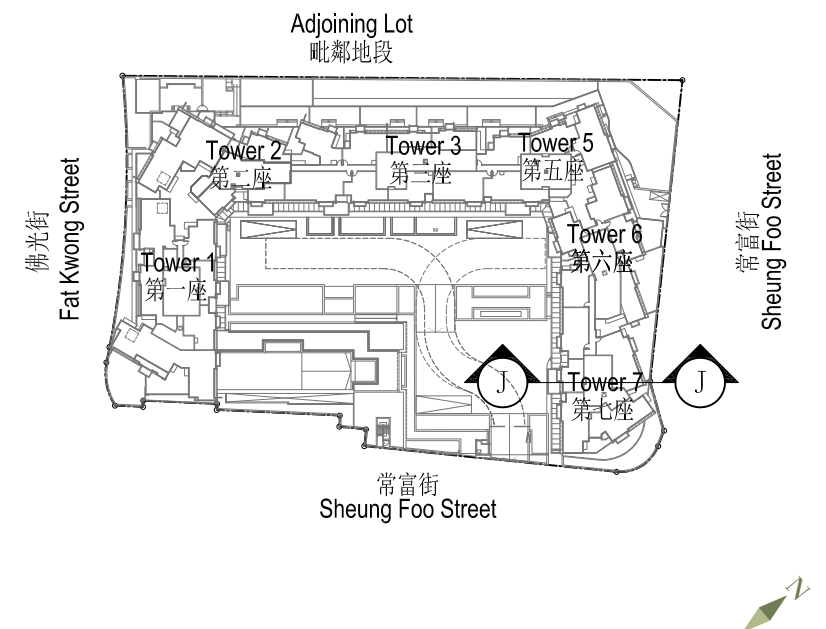 Adjoining Lot
毗鄰地段
Tower 2
第二座
Tower 3
第三座
Tower 5
第五座
佛光街
Fat Kwong Street
Tower 1
第一座
Tower 6
第六座
常富街
Sheung Foo Street
J
Tower 7
第七座
J
常富街
Sheung Foo Street
N